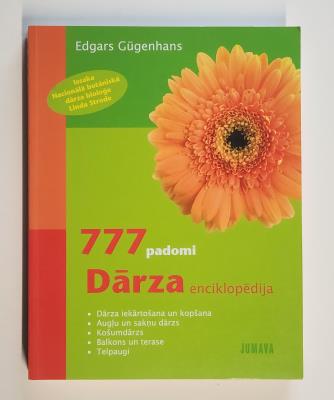 Edgars Gūgenhans
Iesaka
Nacionālā botāniskā
dārza bioloģe
Linda Strode
777 padomi
Dārza enciklopēdija
• Dārza iekārtošana un kopšana
• Augļu un sakņu dārzs
• Košumdārzs
• Balkons un terase
• Telpaugi
JUMAVA